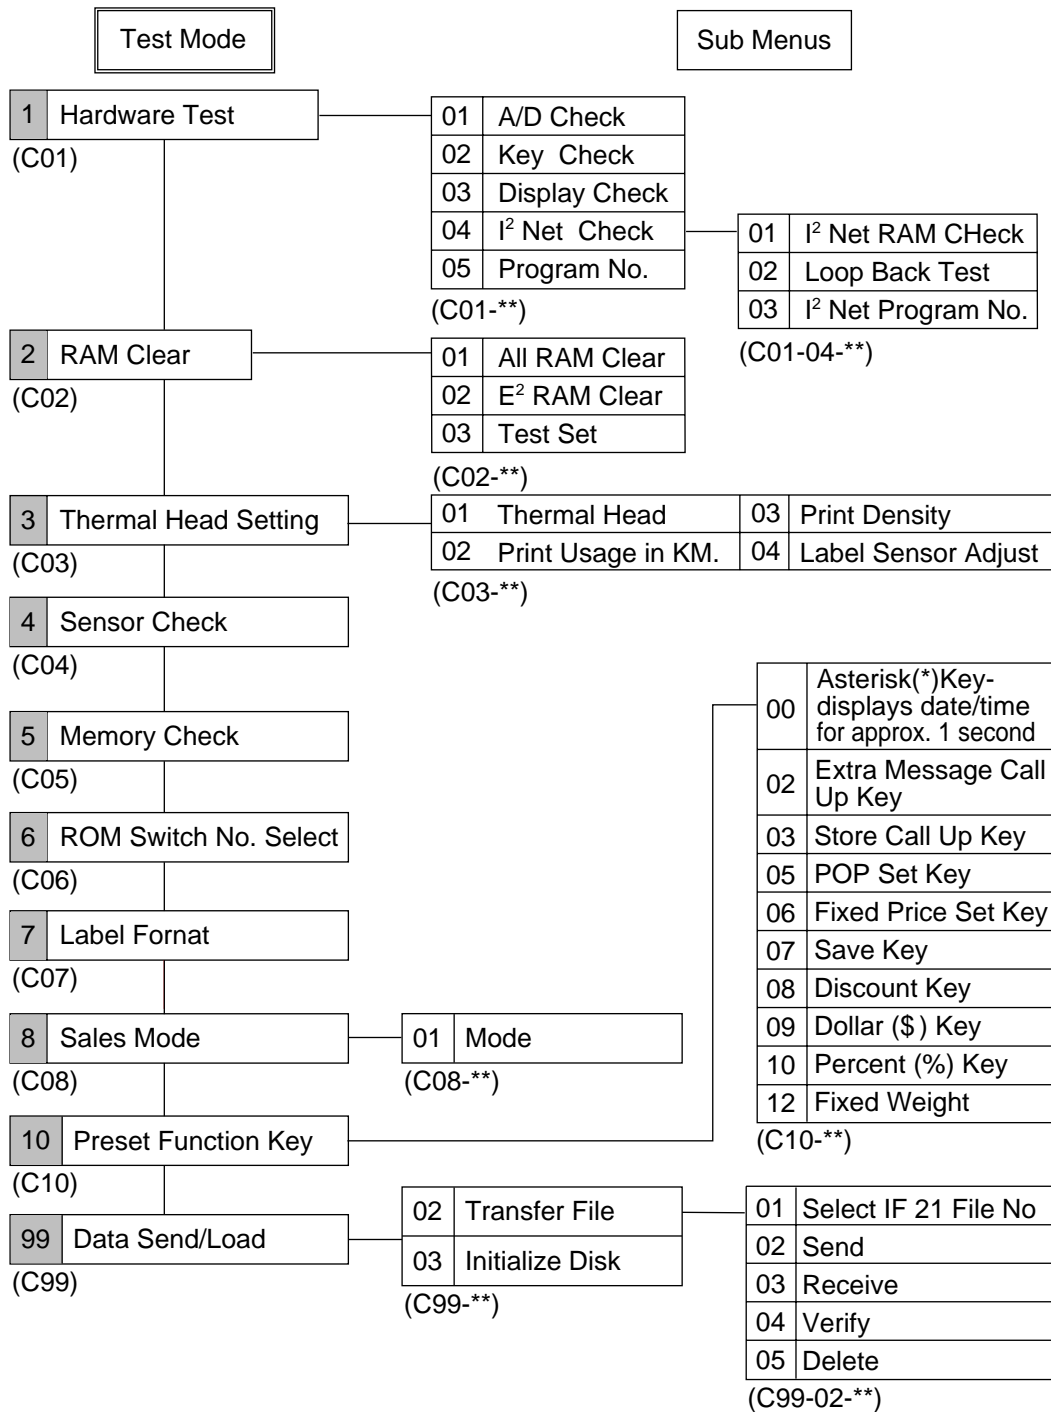 Test Mode
Sub Menus
1 Hardware Test
(C01)
01 A/D Check
02 Key Check
03 Display Check
04 I² Net Check
05 Program No.
(C01-**)
01 I² Net RAM CHeck
02 Loop Back Test
03 I² Net Program No.
(C01-04-**)
2 RAM Clear
(C02)
01 All RAM Clear
02 E² RAM Clear
03 Test Set
(C02-**)
3 Thermal Head Setting
(C03)
01 Thermal Head 03 Print Density
02 Print Usage in KM. 04 Label Sensor Adjust
(C03-**)
4 Sensor Check
(C04)
5 Memory Check
(C05)
6 ROM Switch No. Select
(C06)
7 Label Fornat
(C07)
8 Sales Mode
(C08)
01 Mode
(C08-**)
10 Preset Function Key
(C10)
00 Asterisk(*)Key-
displays date/time
for approx. 1 second
02 Extra Message Call
Up Key
03 Store Call Up Key
05 POP Set Key
06 Fixed Price Set Key
07 Save Key
08 Discount Key
09 Dollar ($) Key
10 Percent (%) Key
12 Fixed Weight
(C10-**)
99 Data Send/Load
(C99)
02 Transfer File
03 Initialize Disk
(C99-**)
01 Select IF 21 File No
02 Send
03 Receive
04 Verify
05 Delete
(C99-02-**)